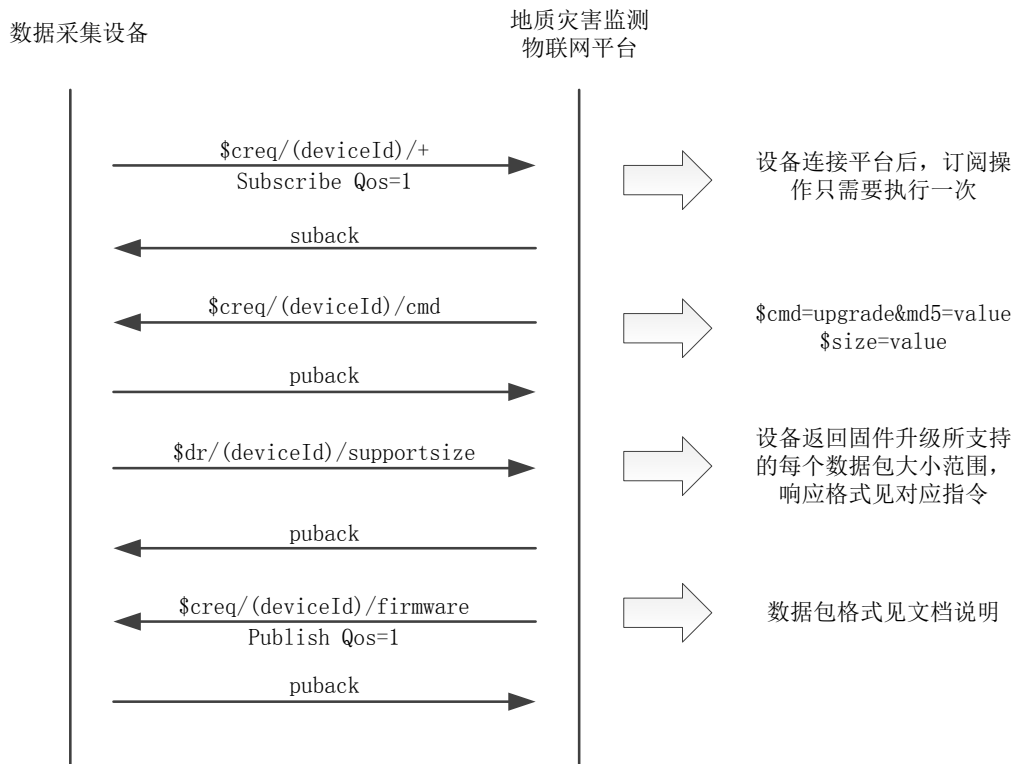 数据采集设备
地质灾害监测
物联网平台
$creq/(deviceId)/+
Subscribe Qos=1
设备连接平台后，订阅操
作只需要执行一次
suback
$creq/(deviceId)/cmd
$cmd=upgrade&md5=value
$size=value
puback
$dr/(deviceId)/supportsize
设备返回固件升级所支持
的每个数据包大小范围，
响应格式见对应指令
puback
$creq/(deviceId)/firmware
Publish Qos=1
数据包格式见文档说明
puback